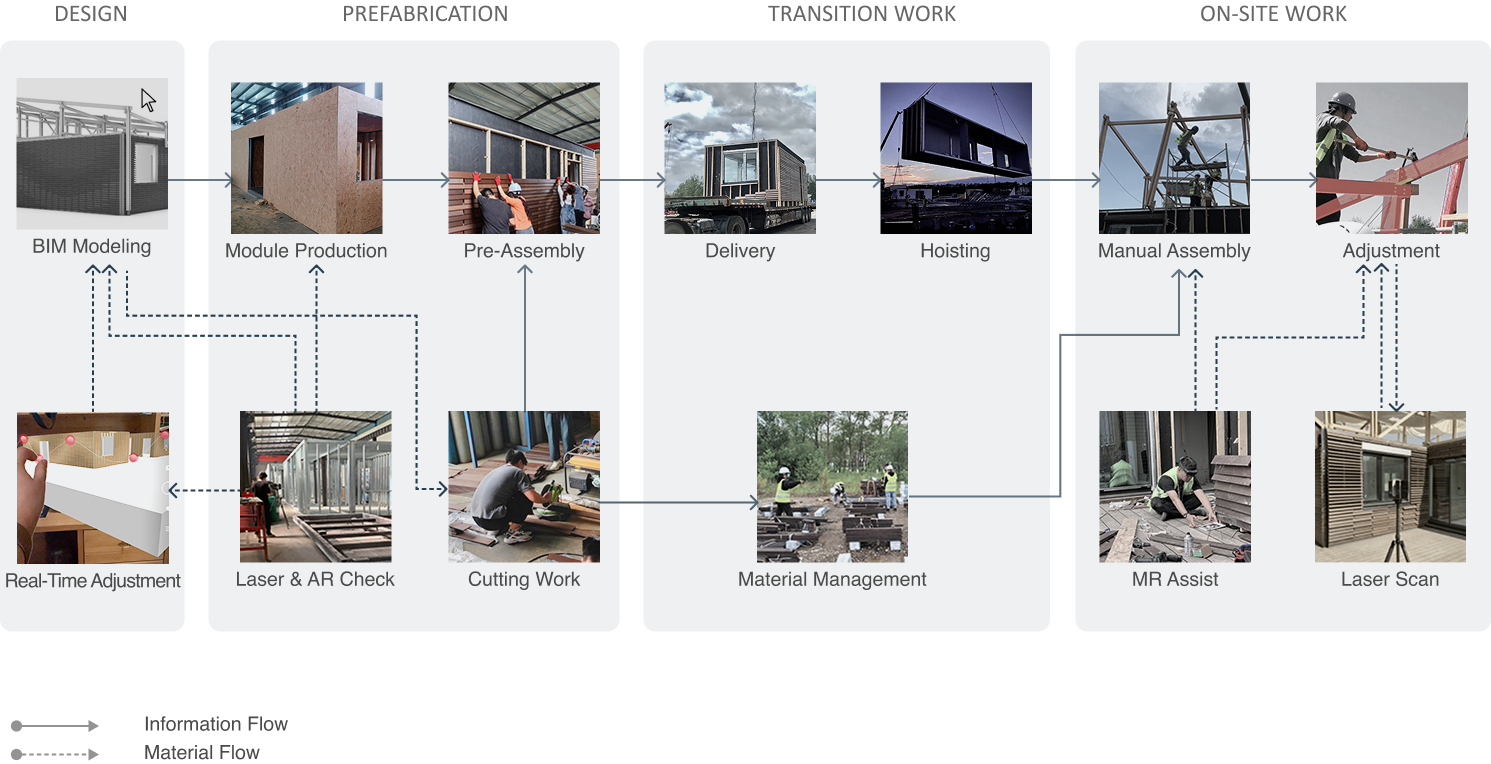 DESIGN
PREFABRICATION
TRANSITION WORK
ON-SITE WORK
BIM Modeling
Module Production
Pre-Assembly
Delivery
Hoisting
Manual Assembly
Adjustment
Real-Time Adjustment
Laser & AR Check
Cutting Work
Material Management
MR Assist
Laser Scan
Information Flow
Material Flow